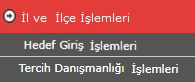 İl ve İlçe İşlemleri
Hedef Giriş İşlemleri
Tercih Danışmanlığı İşlemleri